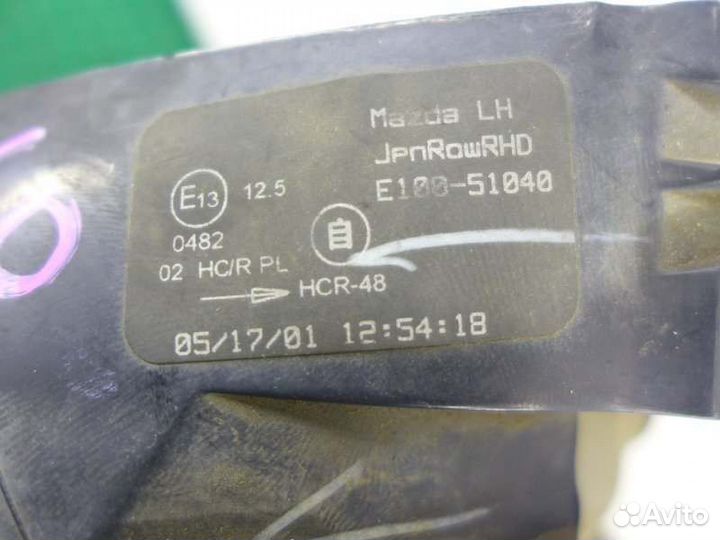 Mazda LH
JpnRowRHD
E100-51040
E13 12.5
0482
自
02 HC/R PL
HCR-48
05/17/01 12:54:18
Avito